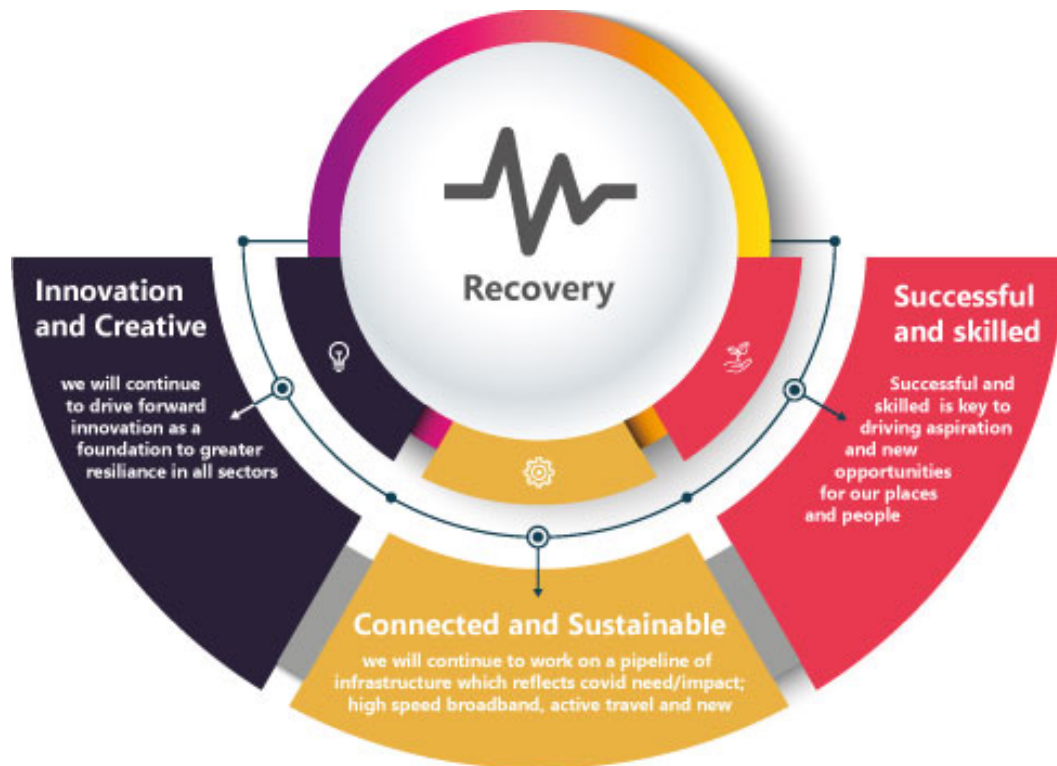 Recovery
Innovation
and Creative
we will continue
to drive forward
innovation as a
foundation to greater
resiliance in all sectors
Connected and Sustainable
we will continue to work on a pipeline of
infrastructure which reflects covid need/impact;
high speed broadband, active travel and new
Successful
and skilled
Successful and
skilled is key to
driving aspiration
and new
opportunities
for our places
and people